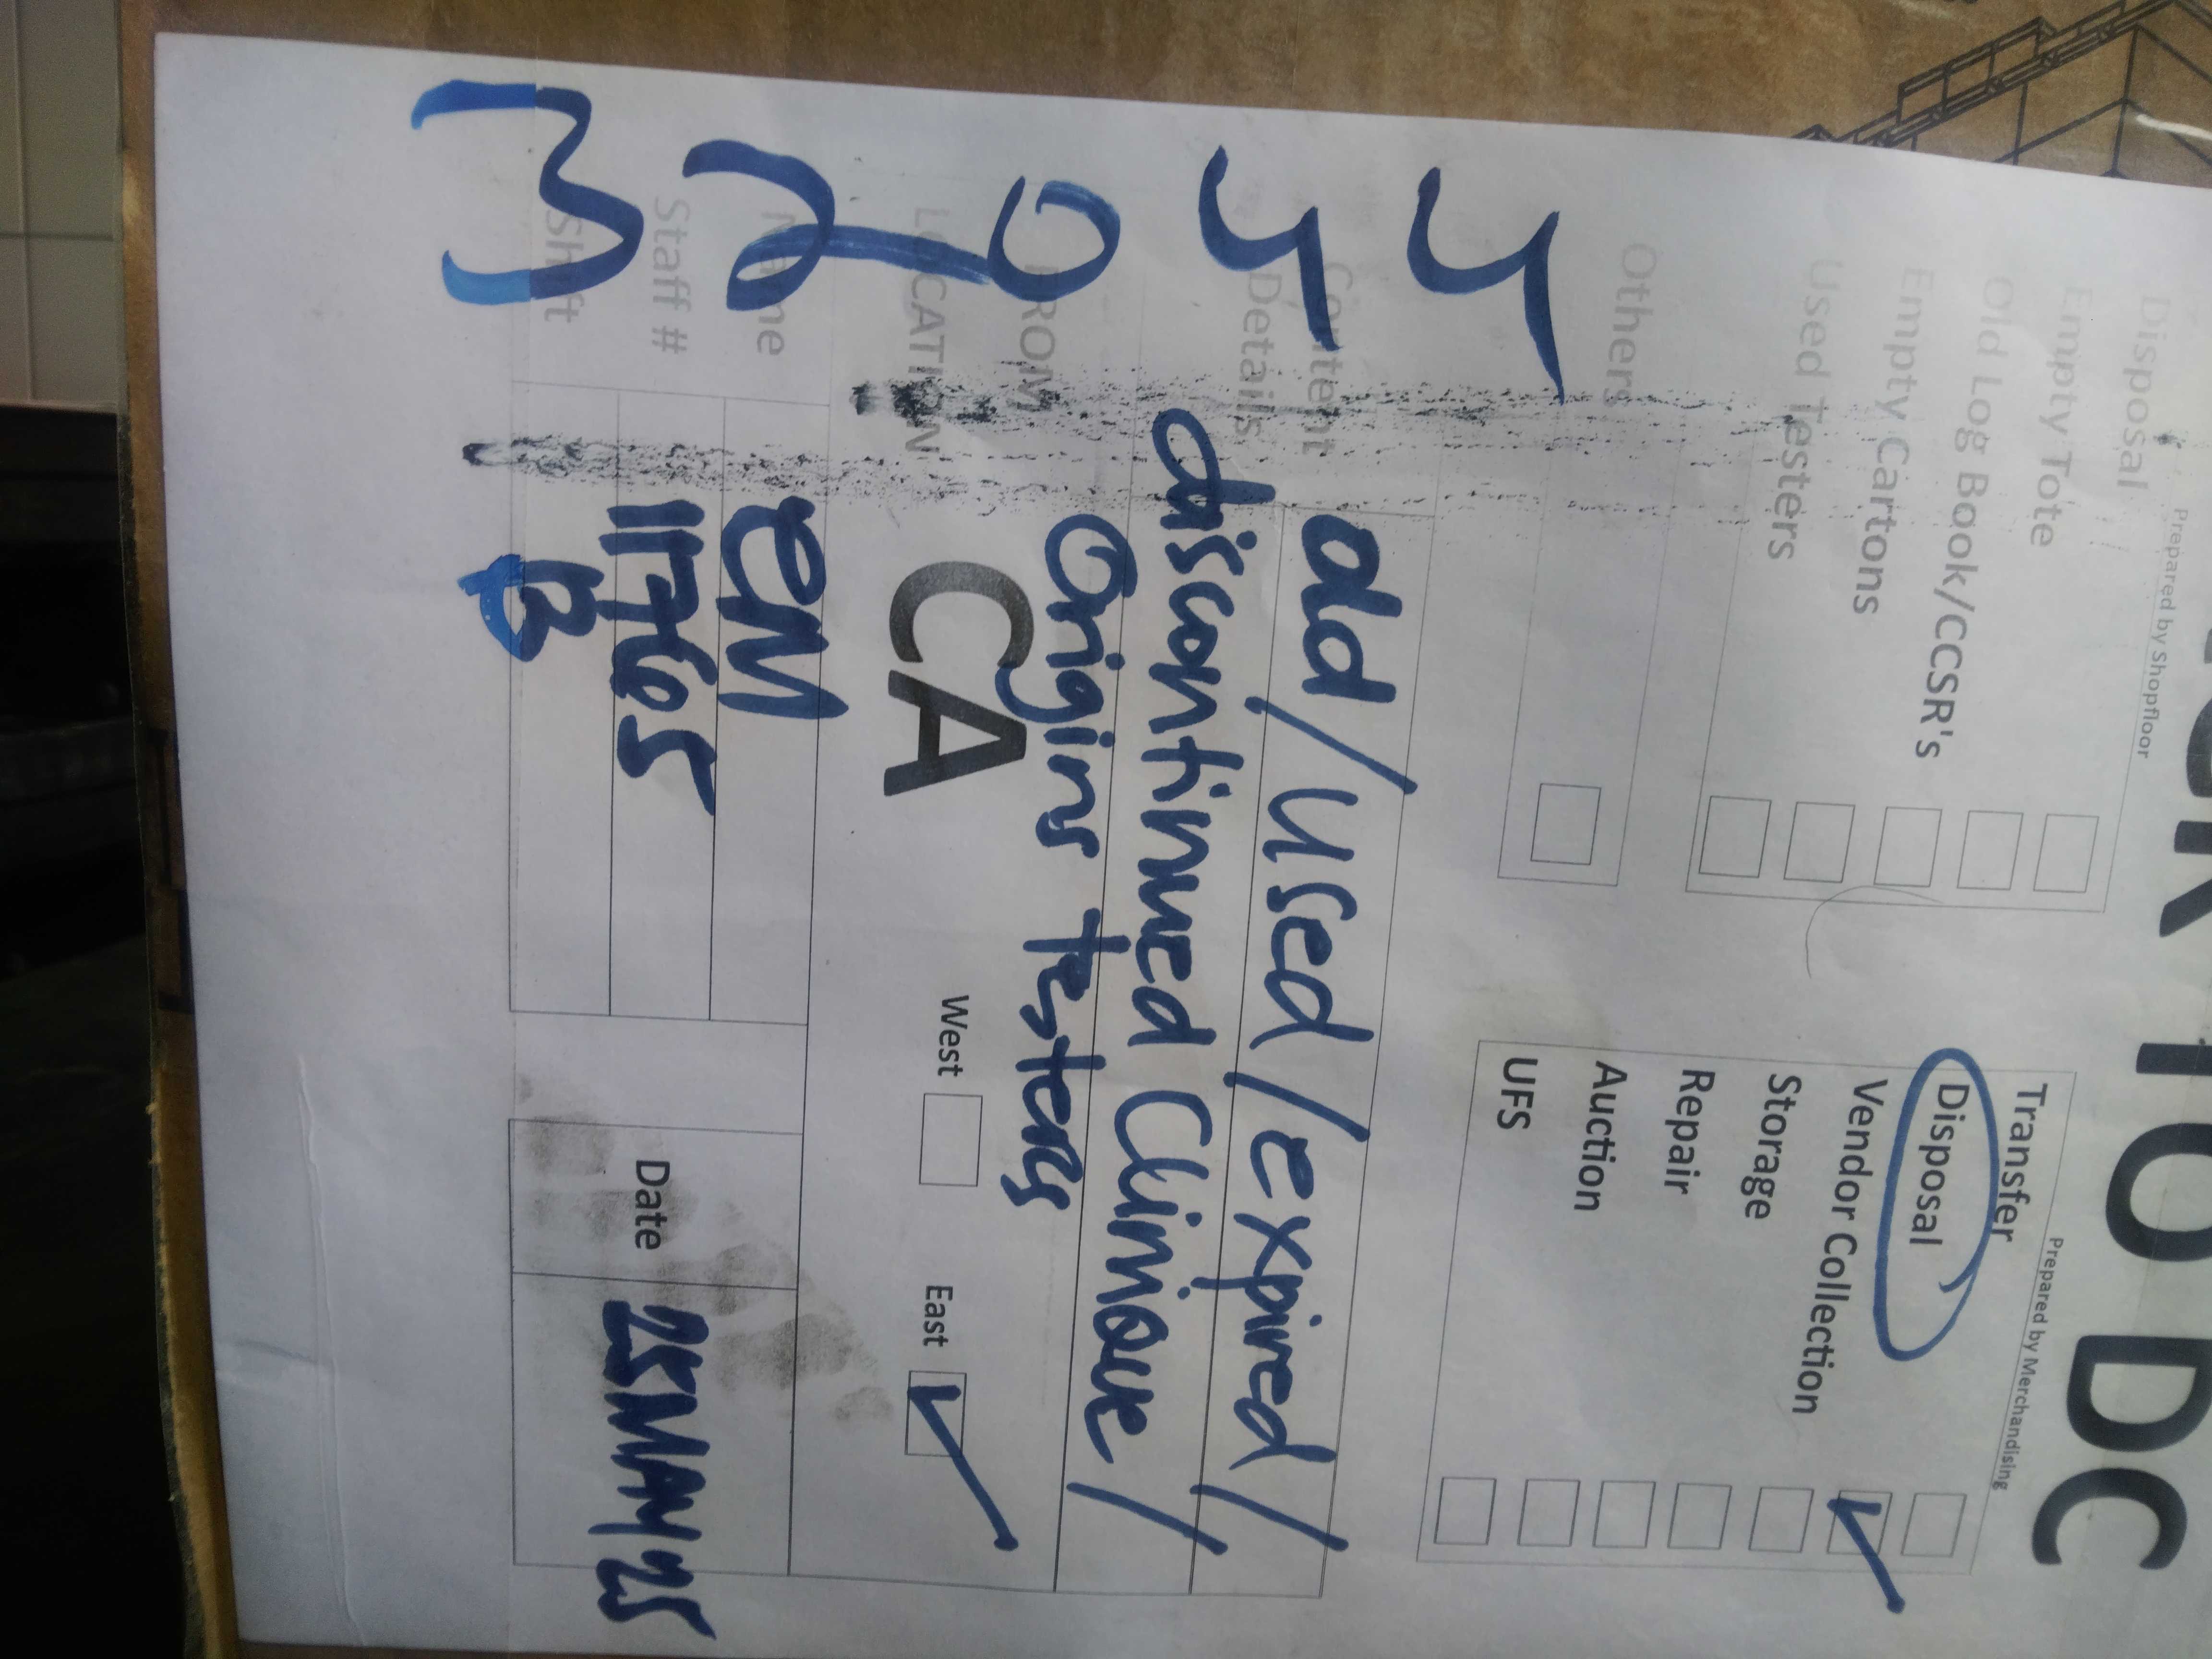 TO DC
Prepared by Shopfloor
Prepared by Merchandising
Disposal
Transfer
Empty Tote
Disposal
Old Log Book/CCSR's
Vendor Collection
Empty Cartons
Storage
Used Testers
Repair
Auction
Others
UFS
Content
Details
old/used/expired/
discontinued Clinique/
Origins testers
FROM
LOCATION
CA
West
East
Name
EM
Staff #
11765
Date
25MAY25
Shift
B